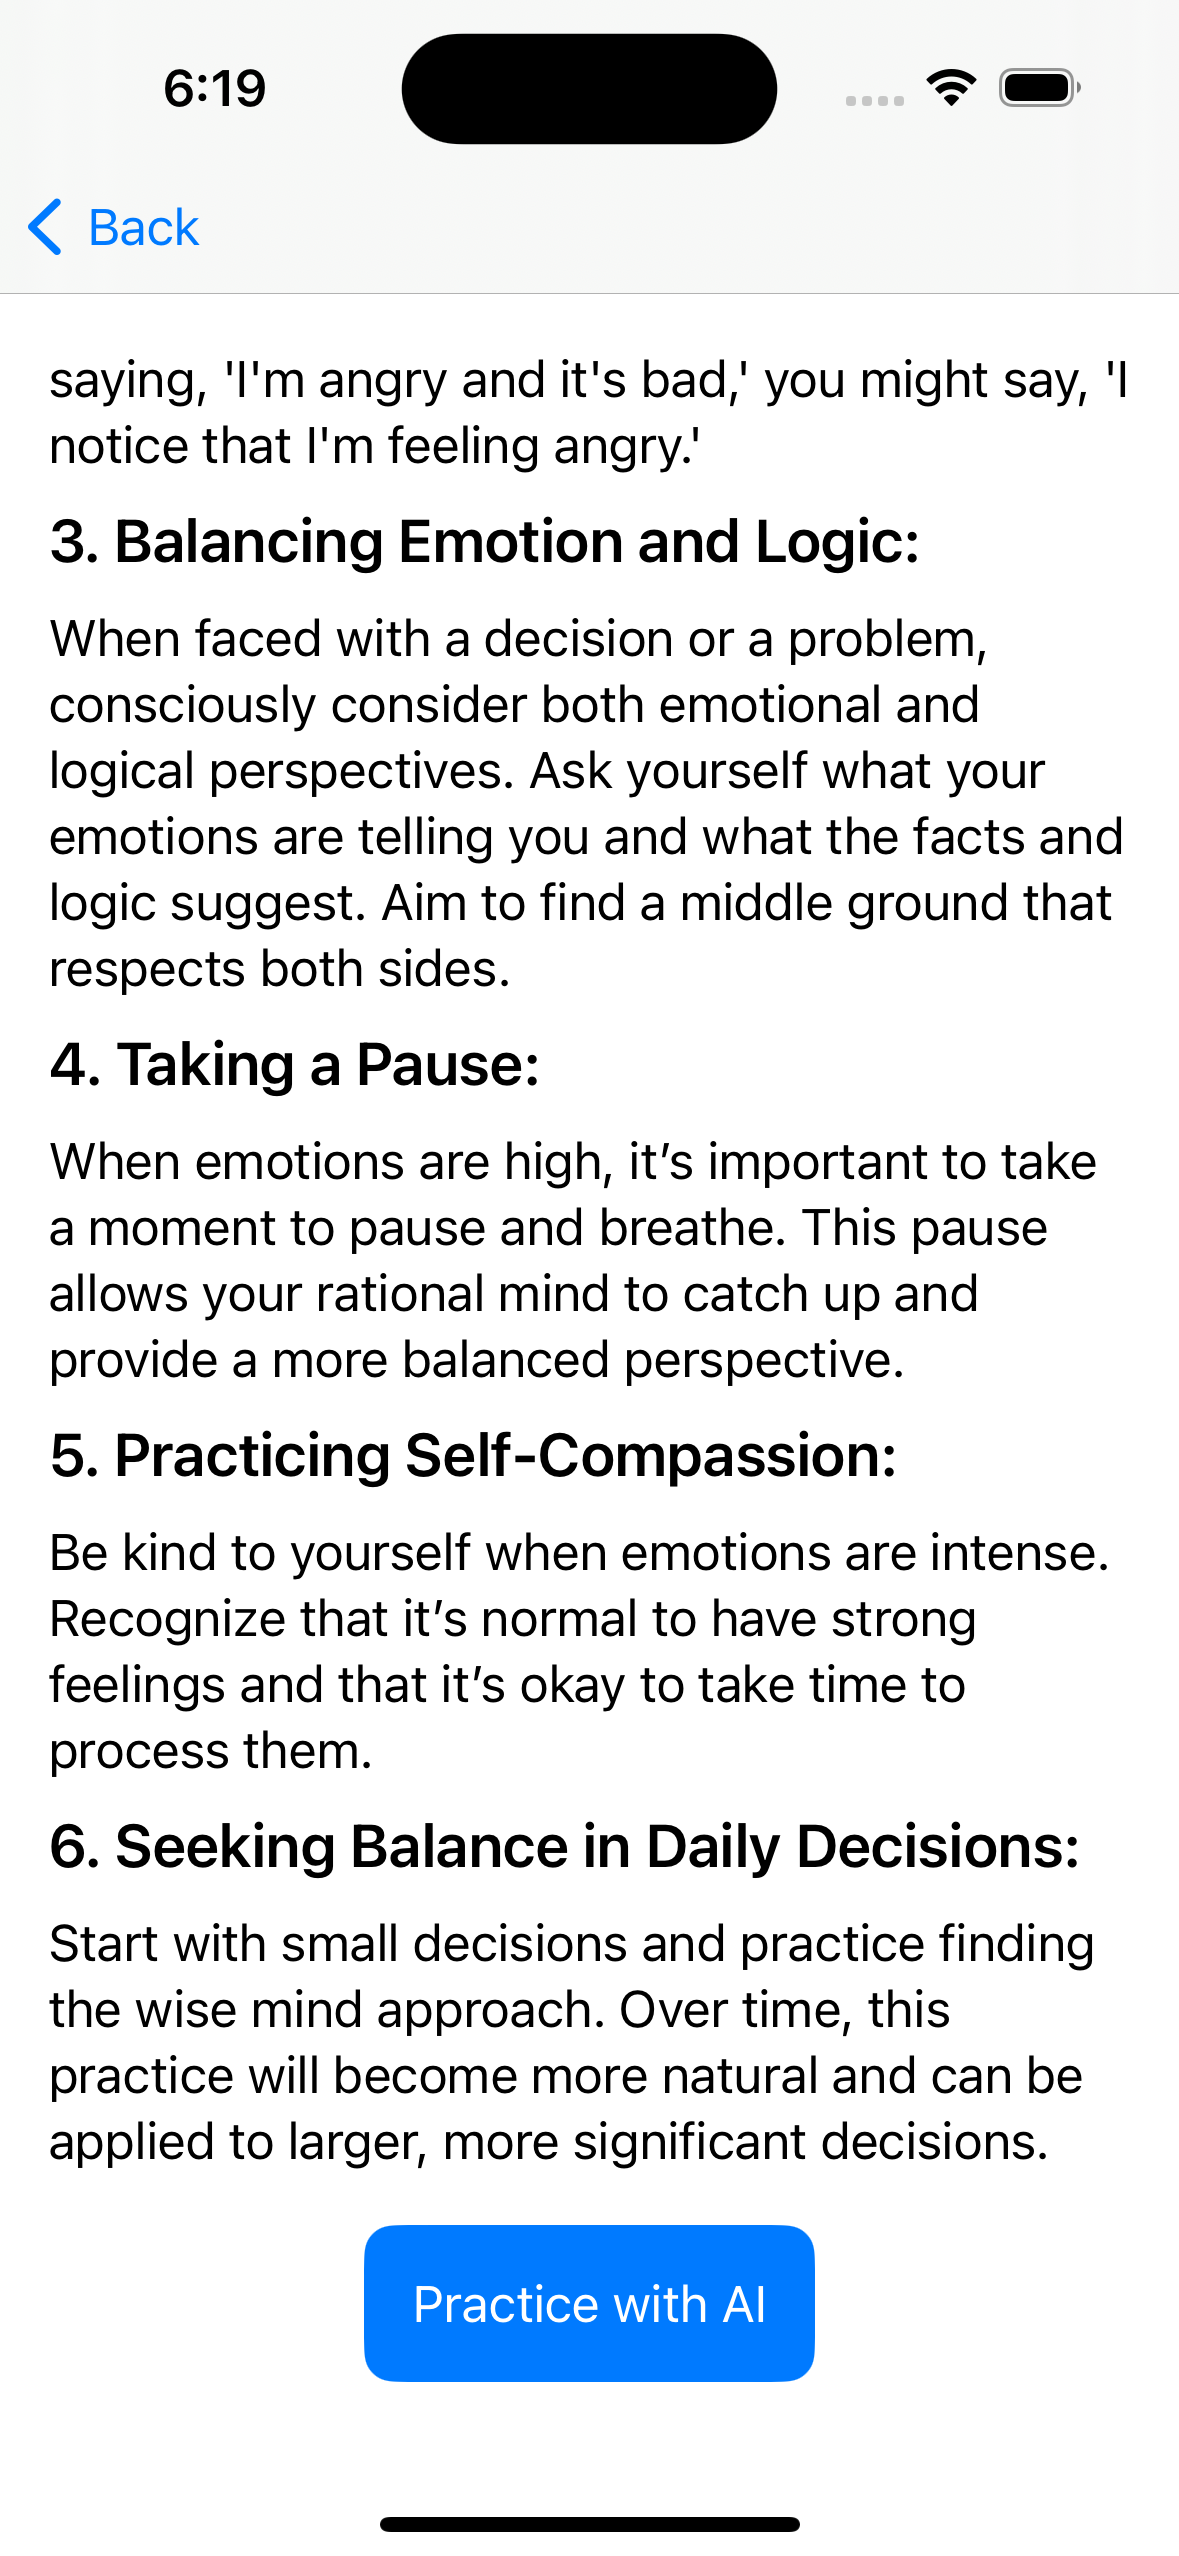 6:19
Back
saying, 'I'm angry and it's bad,' you might say, 'I
notice that I'm feeling angry.'
3. Balancing Emotion and Logic:
When faced with a decision or a problem,
consciously consider both emotional and
logical perspectives. Ask yourself what your
emotions are telling you and what the facts and
logic suggest. Aim to find a middle ground that
respects both sides.
4. Taking a Pause:
When emotions are high, it’s important to take
a moment to pause and breathe. This pause
allows your rational mind to catch up and
provide a more balanced perspective.
5. Practicing Self-Compassion:
Be kind to yourself when emotions are intense.
Recognize that it’s normal to have strong
feelings and that it’s okay to take time to
process them.
6. Seeking Balance in Daily Decisions:
Start with small decisions and practice finding
the wise mind approach. Over time, this
practice will become more natural and can be
applied to larger, more significant decisions.
Practice with AI